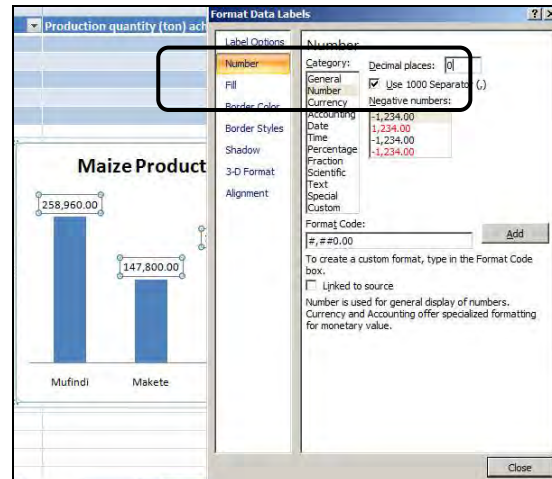 Production quantity (ton) ach
Format Data Labels
Label Options
Number
Fill
Border Color
Border Styles
Shadow
3-D Format
Alignment
Number
Category:
General
Number
Currency
Accounting
Date
Time
Percentage
Fraction
Scientific
Text
Special
Custom
Decimal places: 0
Use 1000 Separator (,)
Negative numbers:
-1,234.00
1,234.00
-1,234.00
-1,234.00
Format Code:
#,##0.00
Add
To create a custom format, type in the Format Code
box.
Linked to source
Number is used for general display of numbers.
Currency and Accounting offer specialized formatting
for monetary value.
Close
Maize Product
258,960.00
147,800.00
Mufindi
Makete